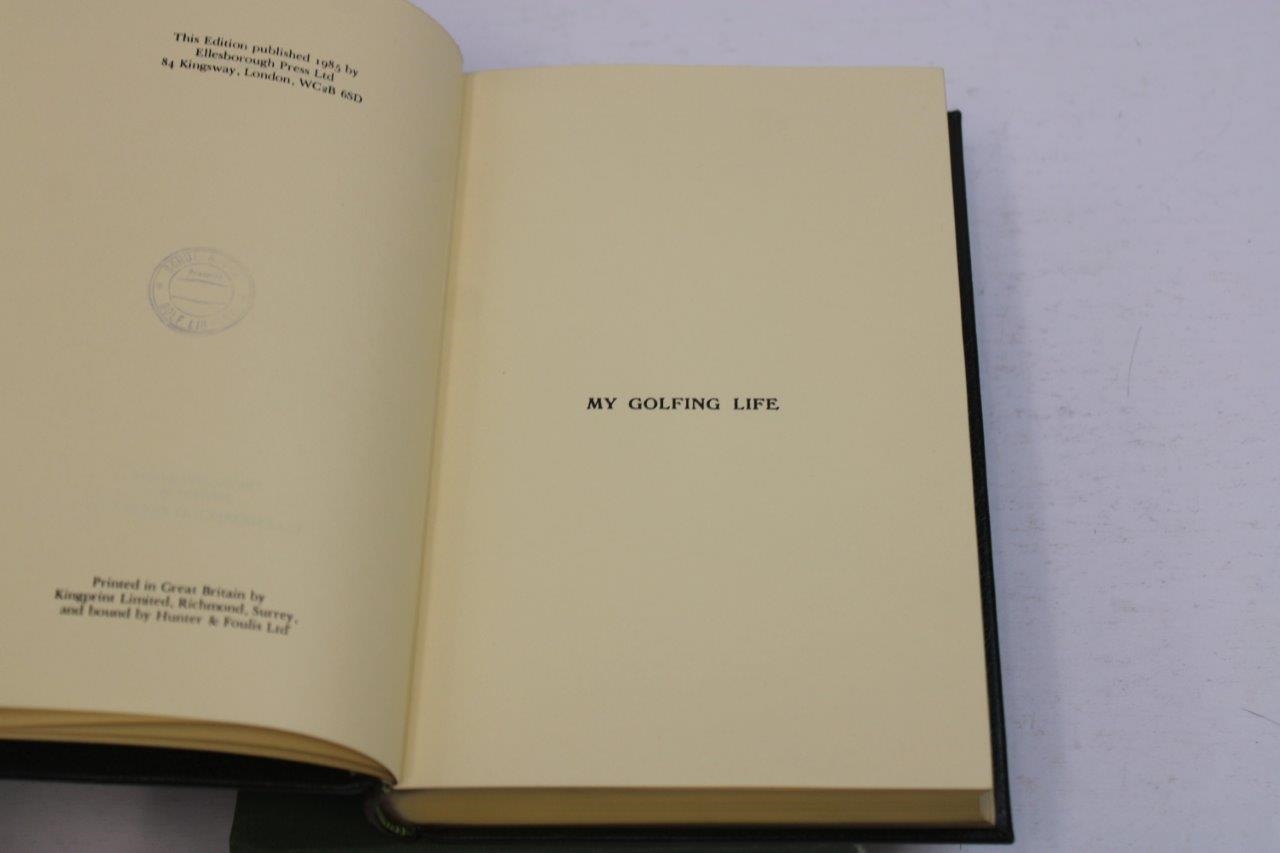 This Edition published 1985 by
Ellesborough Press Ltd
84 Kingsway, London, WC2B 6SD
Printed in Great Britain by
Kingprint Limited, Richmond, Surrey,
and bound by Hunter & Foulis Ltd
MY GOLFING LIFE